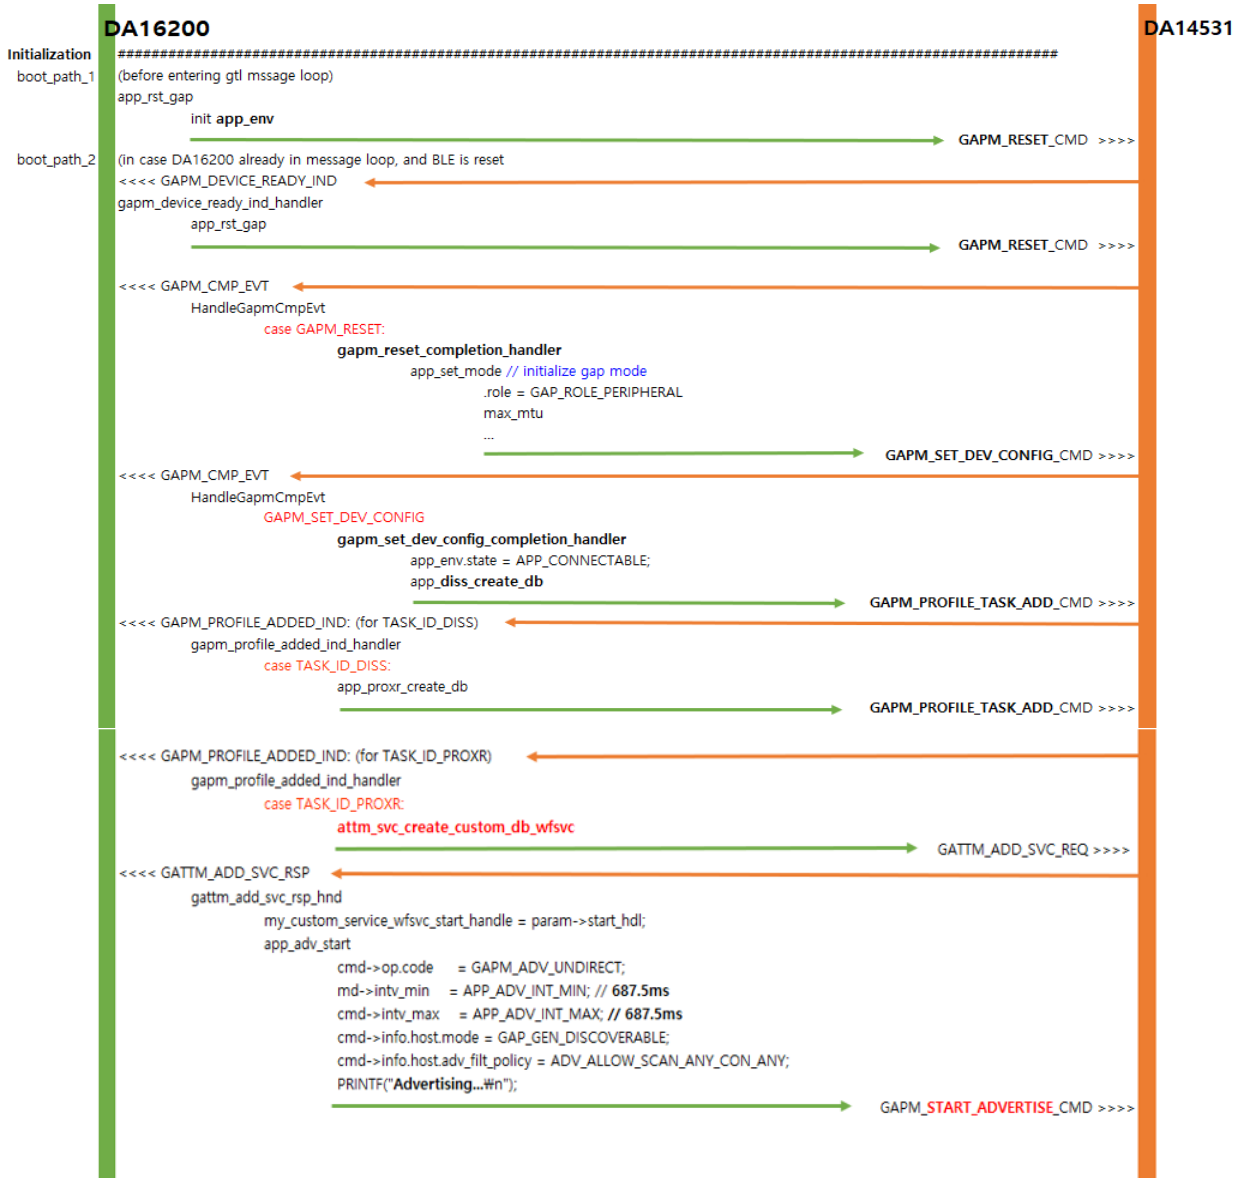 DA16200
DA14531
Initialization ################################################################################################################
boot_path_1 (before entering gtl mssage loop)
app_rst_gap
init app_env
GAPM_RESET_CMD >>>>
boot_path_2 (in case DA16200 already in message loop, and BLE is reset
<<<< GAPM_DEVICE_READY_IND
gapm_device_ready_ind_handler
app_rst_gap
GAPM_RESET_CMD >>>>
<<<< GAPM_CMP_EVT
HandleGapmCmpEvt
case GAPM_RESET:
gapm_reset_completion_handler
app_set_mode // initialize gap mode
.role = GAP_ROLE_PERIPHERAL
max_mtu
...
GAPM_SET_DEV_CONFIG_CMD >>>>
<<<< GAPM_CMP_EVT
HandleGapmCmpEvt
GAPM_SET_DEV_CONFIG
gapm_set_dev_config_completion_handler
app_env.state = APP_CONNECTABLE;
app_diss_create_db
GAPM_PROFILE_TASK_ADD_CMD >>>>
<<<< GAPM_PROFILE_ADDED_IND: (for TASK_ID_DISS)
gapm_profile_added_ind_handler
case TASK_ID_DISS:
app_proxr_create_db
GAPM_PROFILE_TASK_ADD_CMD >>>>
<<<< GAPM_PROFILE_ADDED_IND: (for TASK_ID_PROXR)
gapm_profile_added_ind_handler
case TASK_ID_PROXR:
attm_svc_create_custom_db_wfsvc
GATTM_ADD_SVC_REQ >>>>
<<<< GATTM_ADD_SVC_RSP
gattm_add_svc_rsp_hnd
my_custom_service_wfsvc_start_handle = param->start_hdl;
app_adv_start
cmd->op.code = GAPM_ADV_UNDIRECT;
md->intv_min = APP_ADV_INT_MIN; // 687.5ms
cmd->intv_max = APP_ADV_INT_MAX; // 687.5ms
cmd->info.host.mode = GAP_GEN_DISCOVERABLE;
cmd->info.host.adv_filt_policy = ADV_ALLOW_SCAN_ANY_CON_ANY;
PRINTF("Advertising...₩n");
GAPM_START_ADVERTISE_CMD >>>>